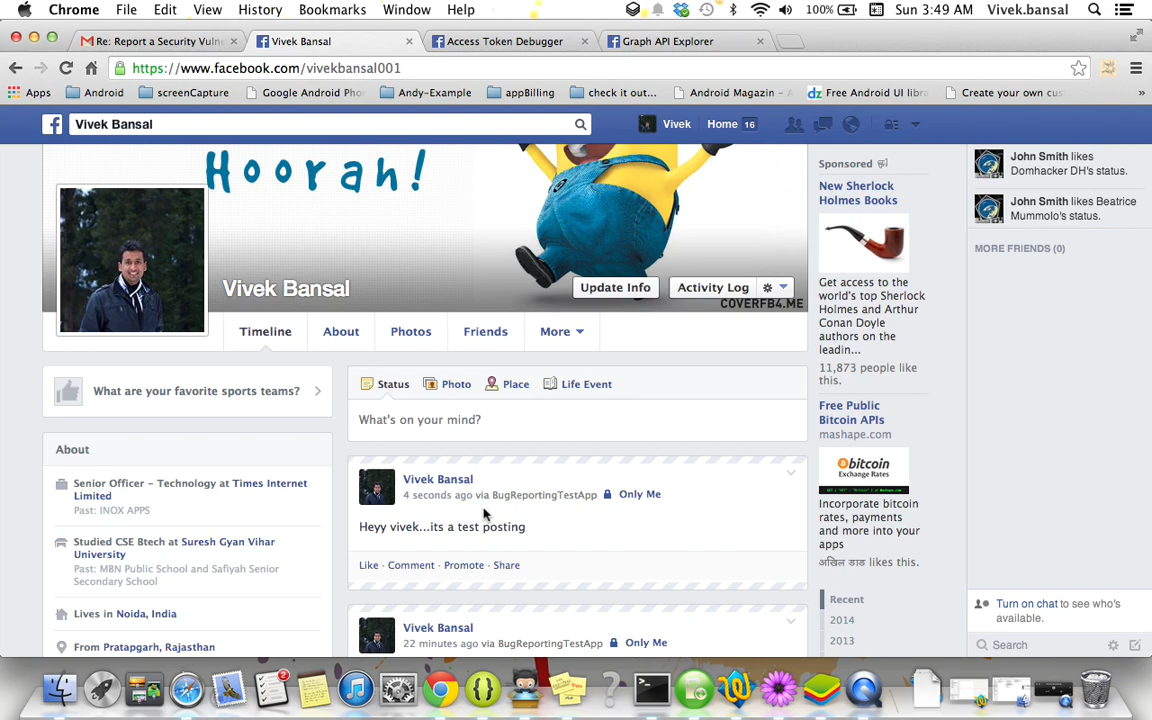 Chrome File Edit View History Bookmarks Window Help 100% Sun 3:49 AM Vivek.bansal
Re: Report a Security Vulne
Vivek Bansal
Access Token Debugger
Graph API Explorer
https://www.facebook.com/vivekbansal001
Apps Android screenCapture Google Android Pho Andy-Example appBilling check it out... Android Magazin - Free Android UI libra Create your own cus »
Vivek Bansal
Vivek Home 16
Hoorah!
Vivek Bansal
Update Info
Activity Log
COVERFB4.ME
Timeline About Photos Friends More
What are your favorite sports teams?
About
Senior Officer - Technology at Times Internet
Limited
Past: INOX APPS
Studied CSE Btech at Suresh Gyan Vihar
University
Past: MBN Public School and Safiyah Senior
Secondary School
Lives in Noida, India
From Pratapgarh, Rajasthan
Status Photo Place Life Event
What's on your mind?
Vivek Bansal
4 seconds ago via BugReportingTestApp Only Me
Heyy vivek...its a test posting
Like · Comment · Promote · Share
Vivek Bansal
22 minutes ago via BugReportingTestApp Only Me
Sponsored
New Sherlock
Holmes Books
Get access to the
world's top Sherlock
Holmes and Arthur
Conan Doyle
authors on the
leadin...
11,873 people like
this.
Free Public
Bitcoin APIs
mashape.com
bitcoin
Exchange Rates
Incorporate bitcoin
rates, payments
and more into your
apps
अखिल डाङ likes this.
Recent
2014
2013
John Smith likes
Domhacker DH's status.
John Smith likes Beatrice
Mummolo's status.
MORE FRIENDS (0)
Turn on chat to see who's
available.
Search
2